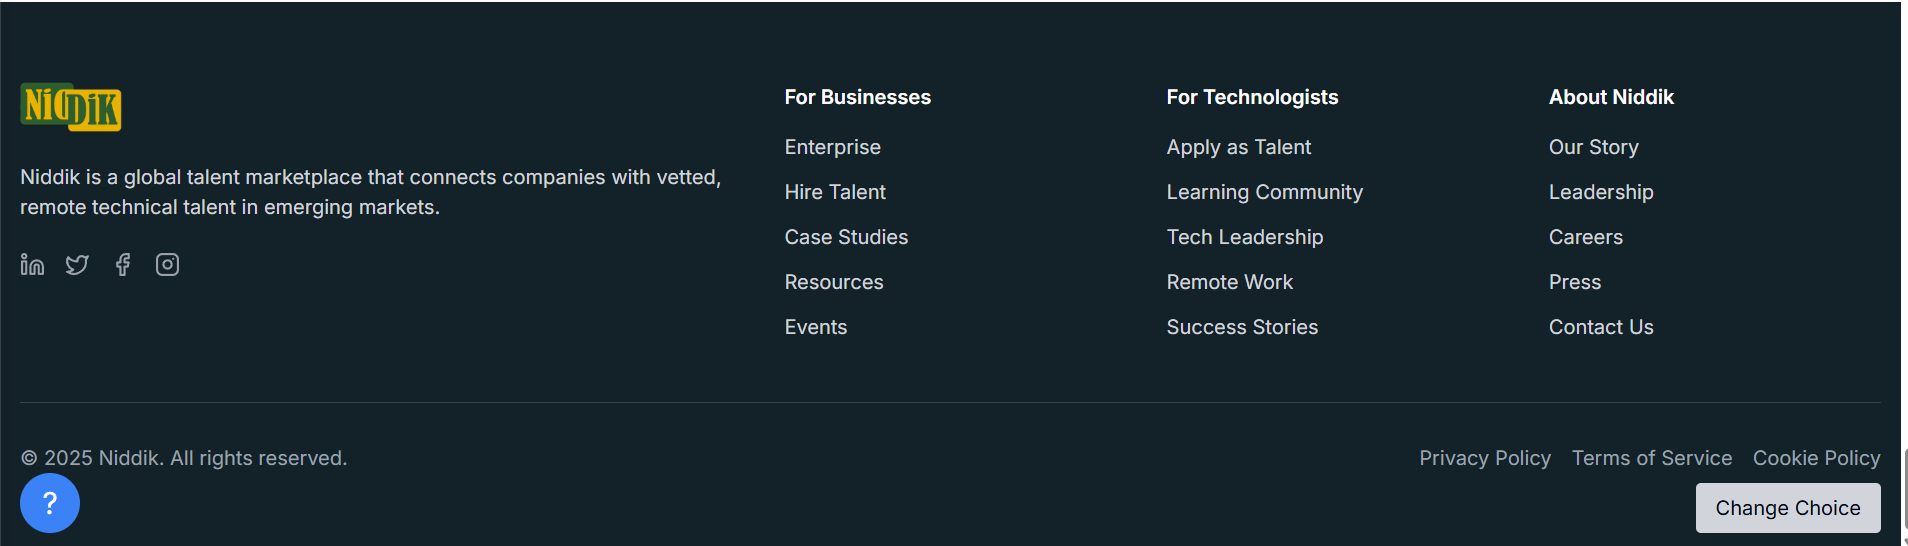 NiDDiK
Niddik is a global talent marketplace that connects companies with vetted,
remote technical talent in emerging markets.
For Businesses
Enterprise
Hire Talent
Case Studies
Resources
Events
For Technologists
Apply as Talent
Learning Community
Tech Leadership
Remote Work
Success Stories
About Niddik
Our Story
Leadership
Careers
Press
Contact Us
© 2025 Niddik. All rights reserved.
Privacy Policy Terms of Service Cookie Policy
?
Change Choice